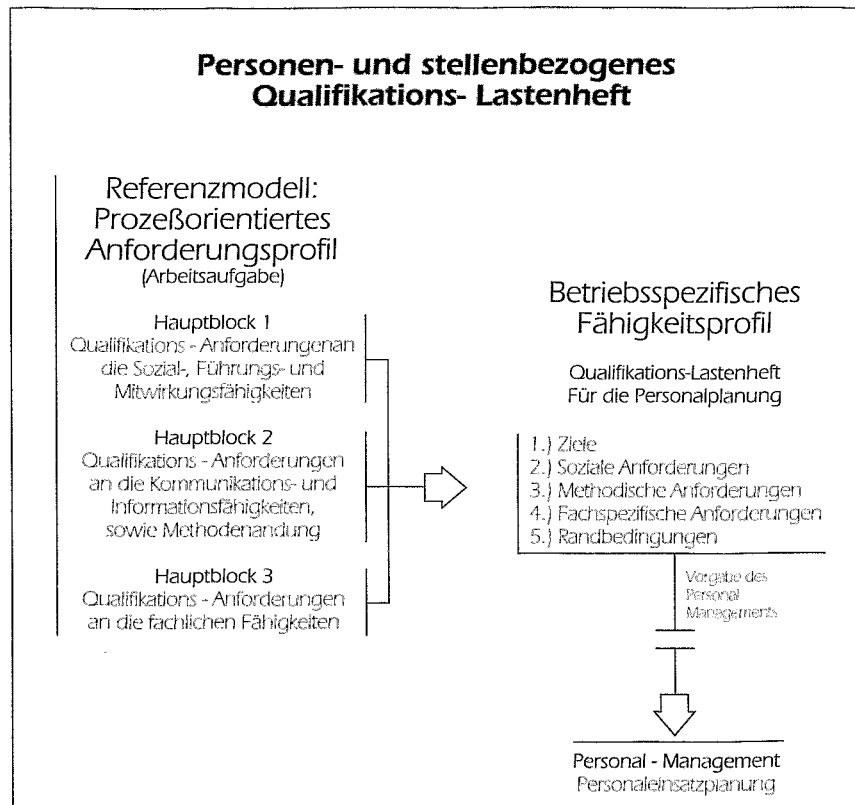 Personen- und stellenbezogenes
Qualifikations- Lastenheft
Referenzmodell:
Prozeßorientiertes
Anforderungsprofil
(Arbeitsaufgabe)
Hauptblock 1
Qualifikations - Anforderungenan
die Sozial-, Führungs- und
Mitwirkungsfähigkeiten
Hauptblock 2
Qualifikations - Anforderungen
an die Kommunikations- und
Informationsfähigkeiten,
sowie Methodenandung
Hauptblock 3
Qualifikations - Anforderungen
an die fachlichen Fähigkeiten
Betriebsspezifisches
Fähigkeitsprofil
Qualifikations-Lastenheft
Für die Personalplanung
1.) Ziele
2.) Soziale Anforderungen
3.) Methodische Anforderungen
4.) Fachspezifische Anforderungen
5.) Randbedingungen
Vorgabe des
Personal
Managements
Personal - Management
Personaleinsatzplanung